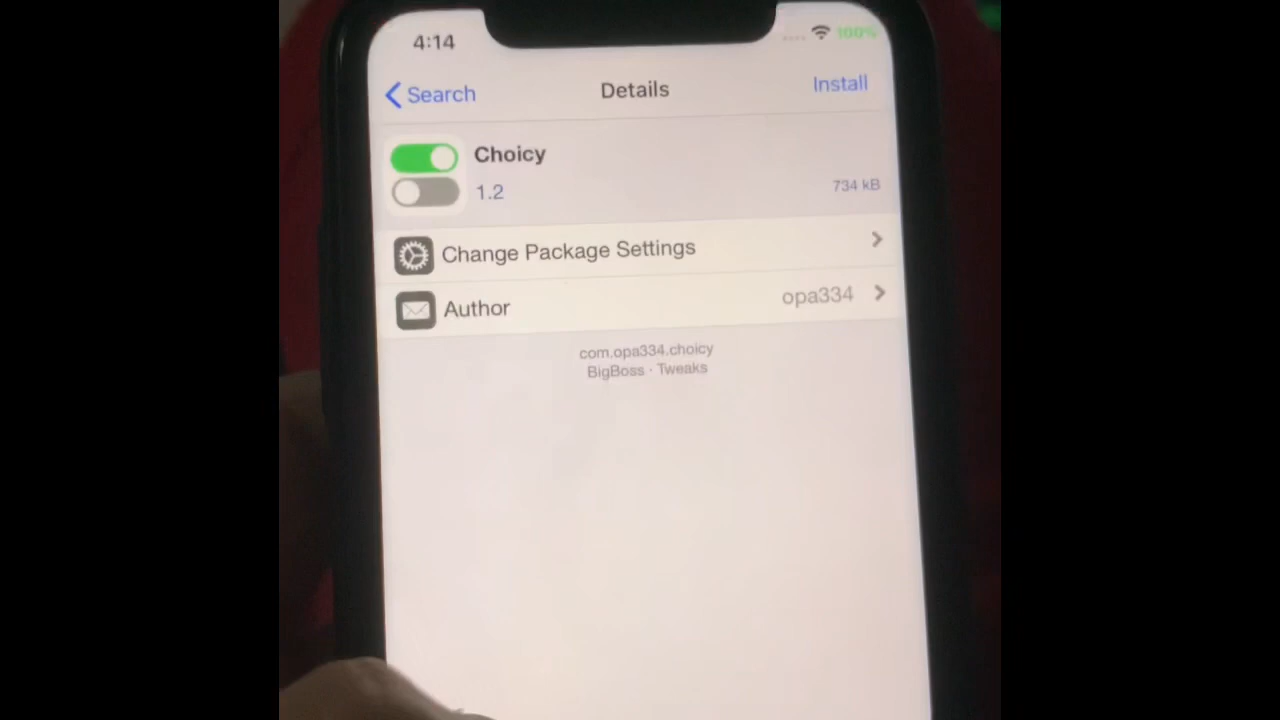 4:14
100%
Search
Details
Install
Choicy
1.2
734 kB
Change Package Settings
Author
opa334
com.opa334.choicy
BigBoss · Tweaks